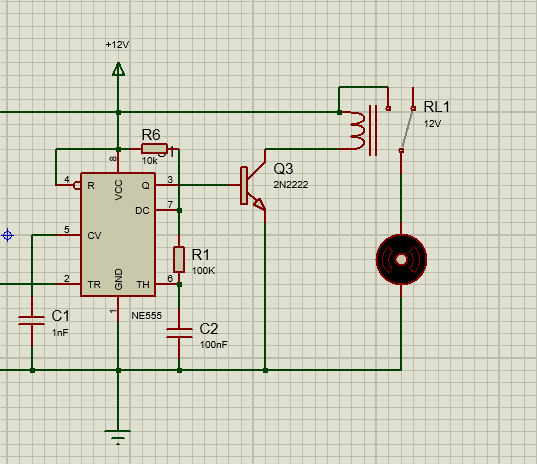 +12V
RL1
12V
R6
10k
1
8
4
R
VCC
Q
3
Q3
2N2222
DC
7
5
CV
R1
100K
2
TR
GND
TH
6
1
NE555
C1
1nF
C2
100nF